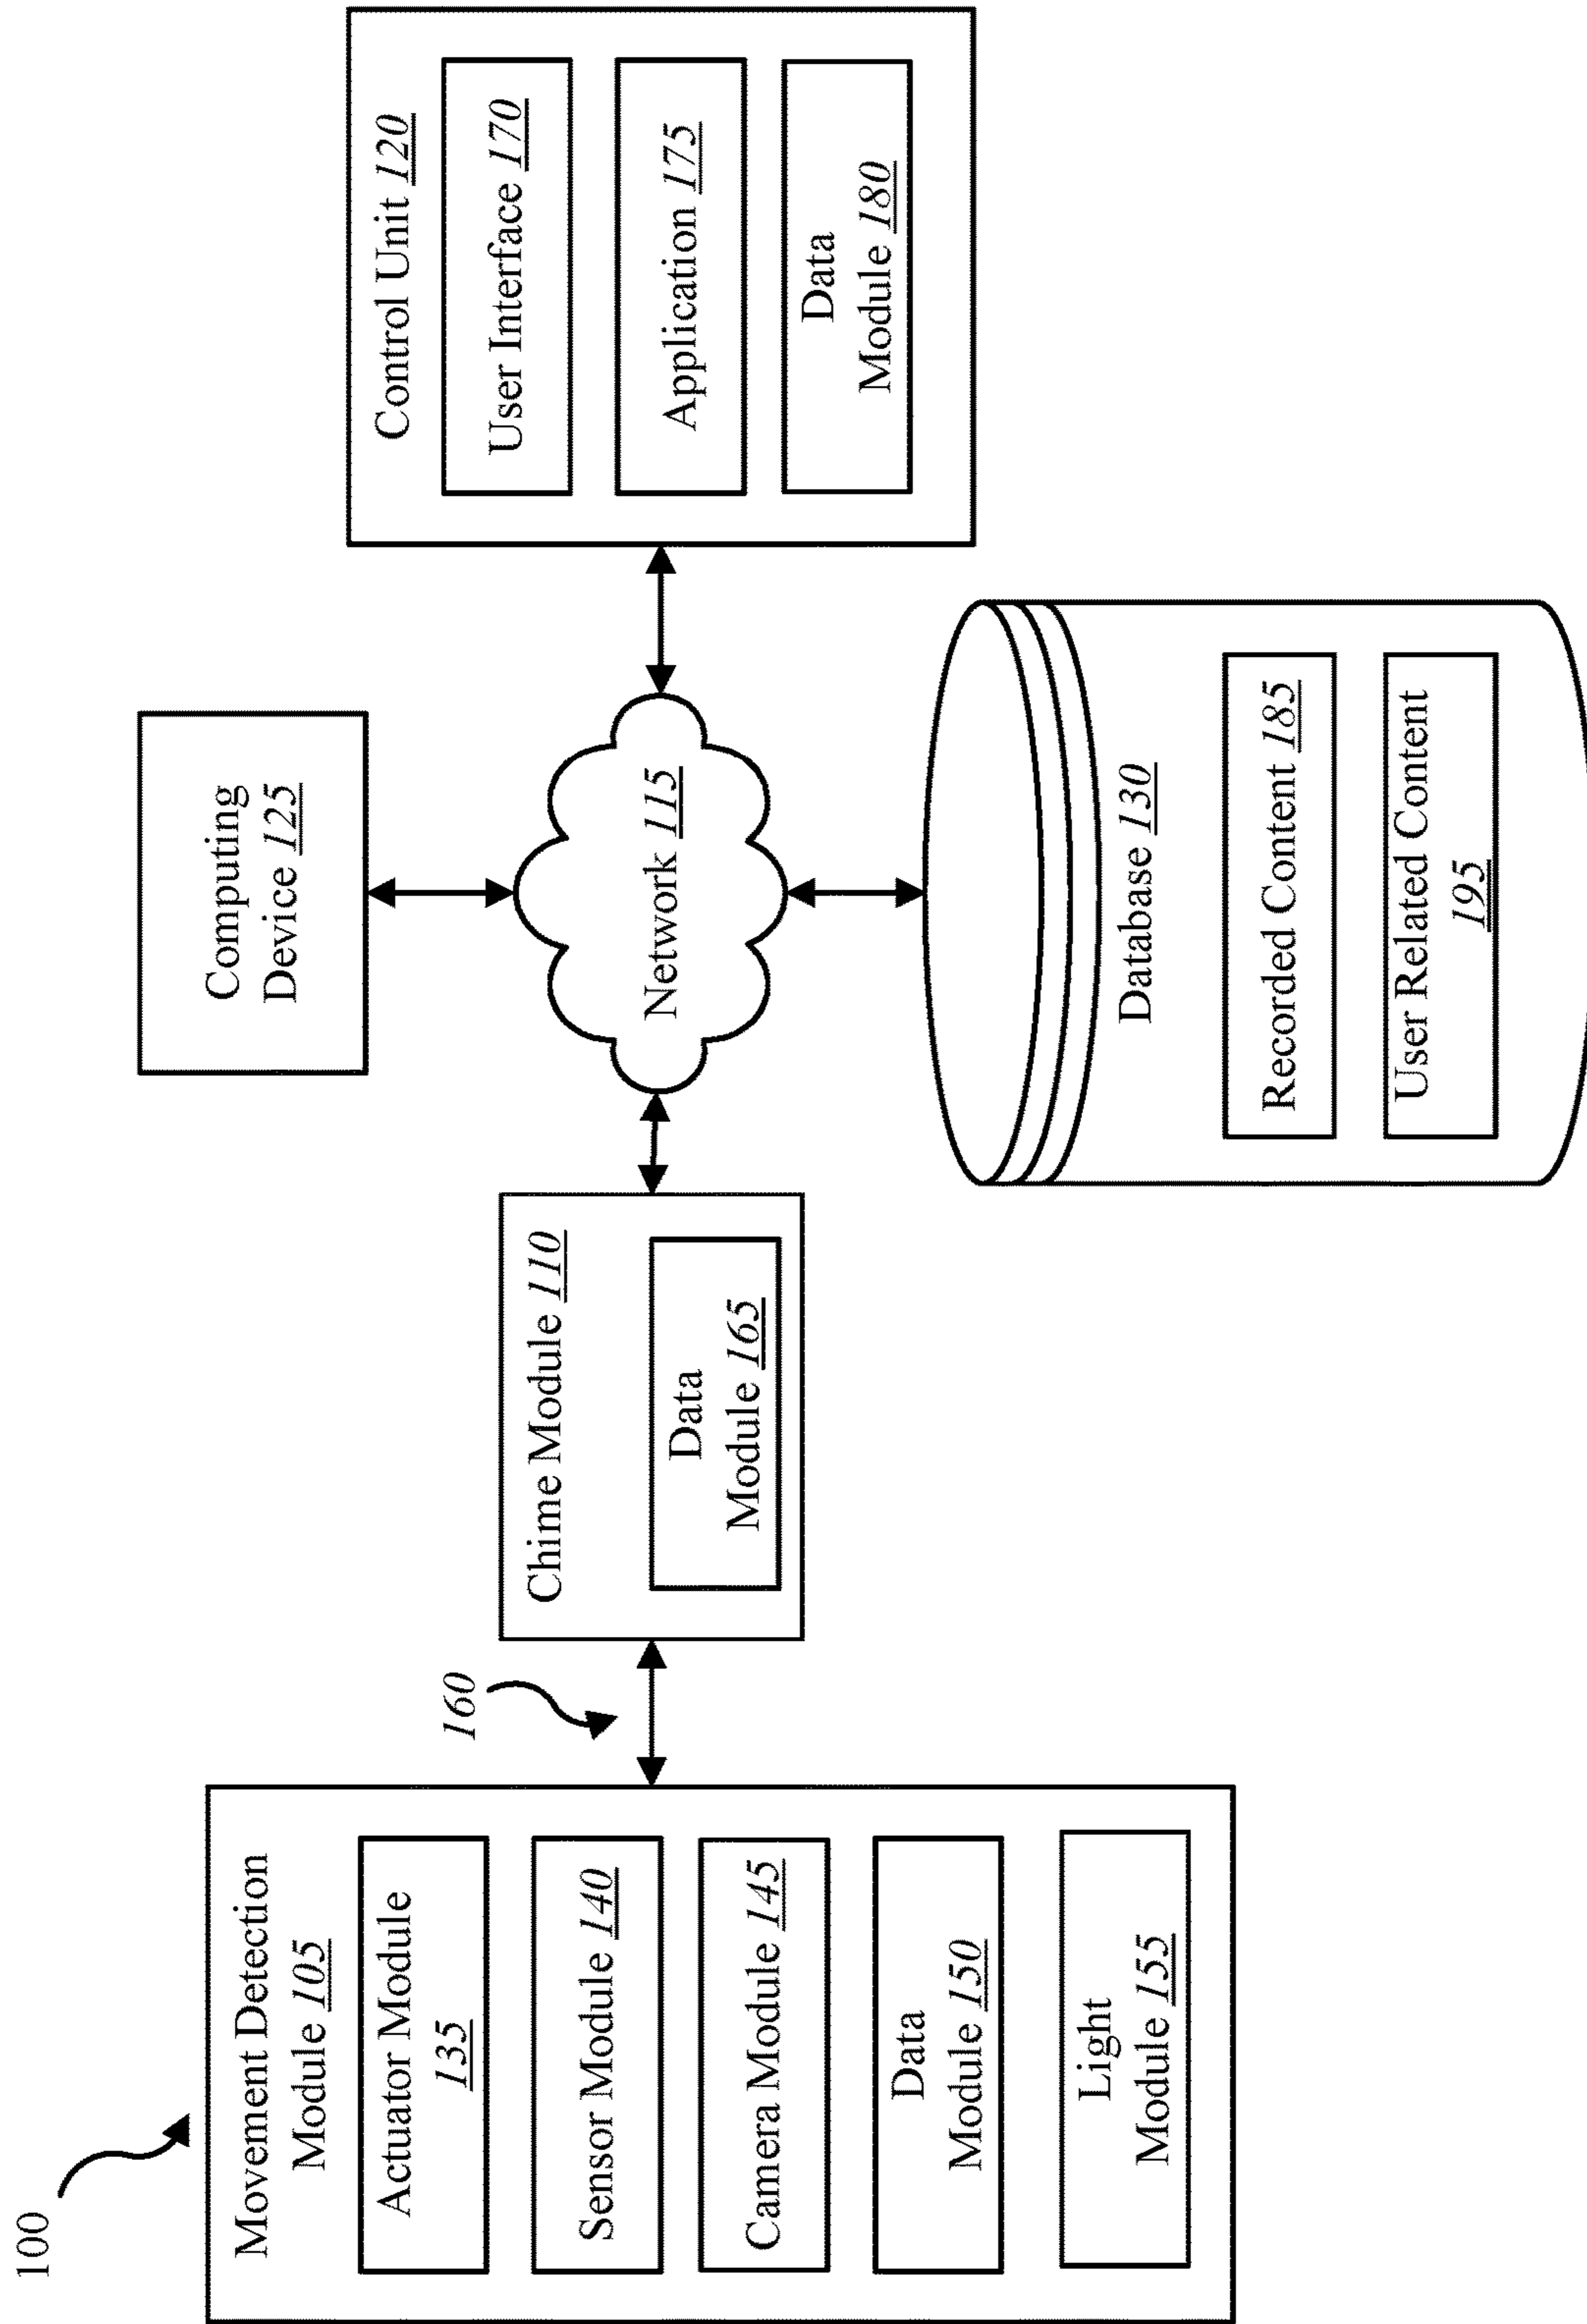 100
Movement Detection
Module 105
Actuator Module
135
Sensor Module 140
Camera Module 145
Data
Module 150
Light
Module 155
160
Chime Module 110
Data
Module 165
Computing
Device 125
Network 115
Database 130
Recorded Content 185
User Related Content
195
Control Unit 120
User Interface 170
Application 175
Data
Module 180